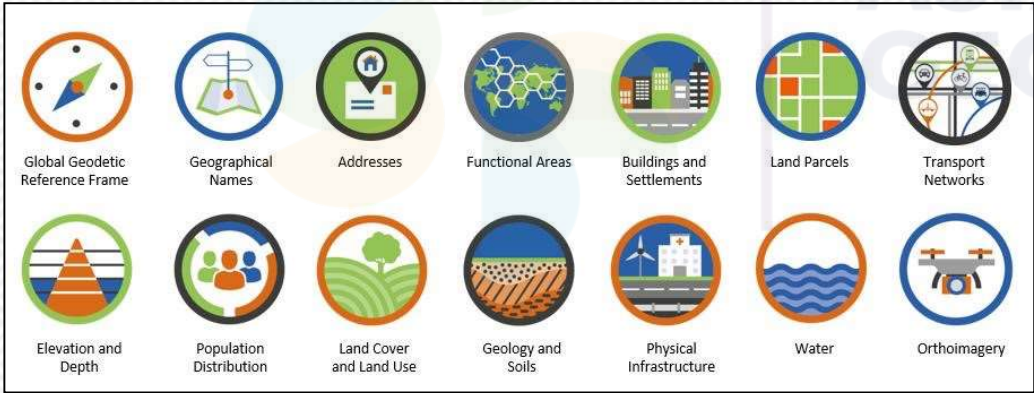 Global Geodetic
Reference Frame
Geographical
Names
Addresses
Functional Areas
Buildings and
Settlements
Land Parcels
Transport
Networks
Elevation and
Depth
Population
Distribution
Land Cover
and Land Use
Geology and
Soils
Physical
Infrastructure
Water
Orthoimagery